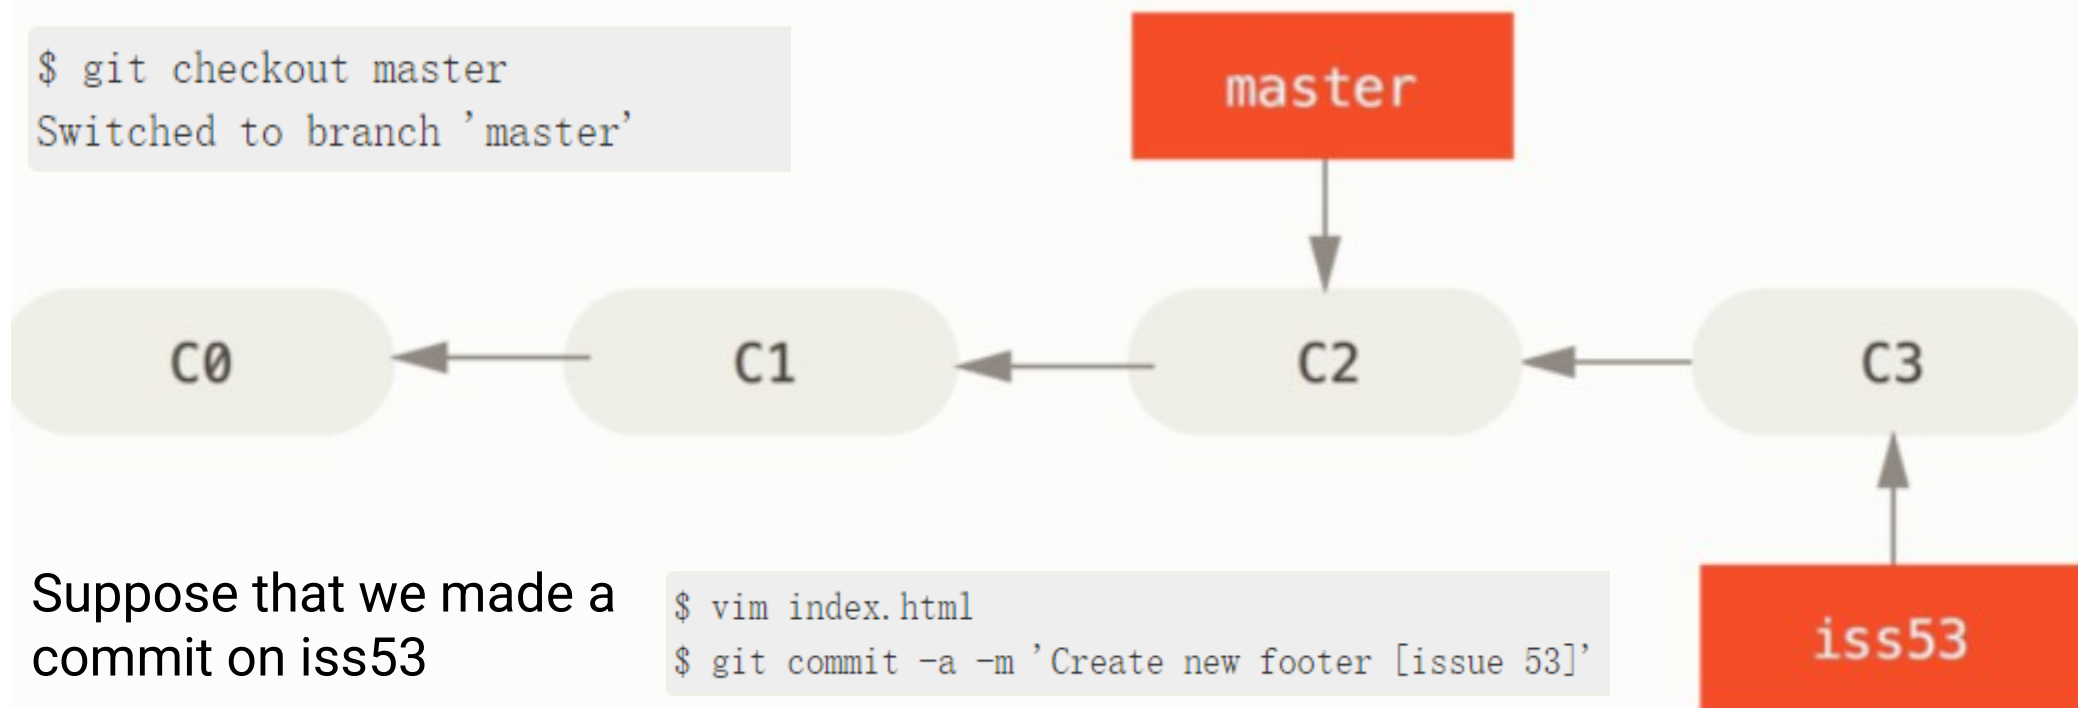 $ git checkout master
Switched to branch 'master'
master
C0
C1
C2
C3
Suppose that we made a
commit on iss53
$ vim index.html
$ git commit -a -m 'Create new footer [issue 53]'
iss53